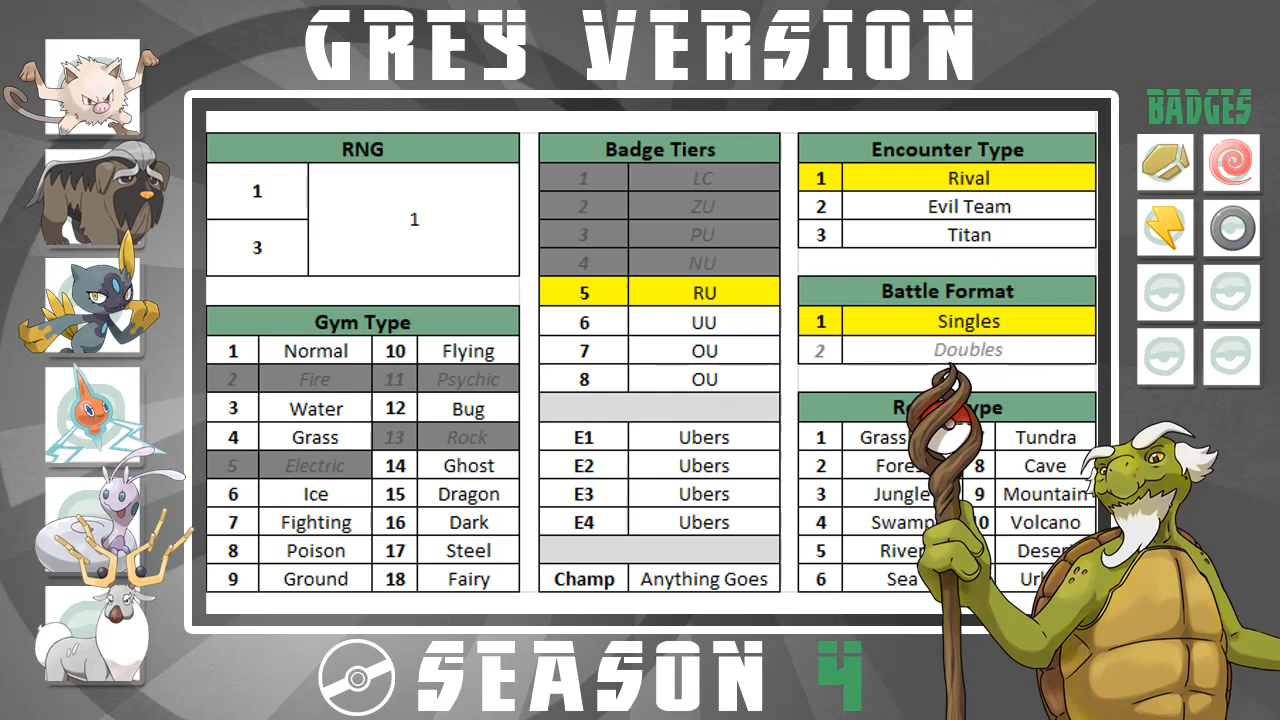 GREY VERSION
BADGES
RNG
1
3
1
Gym Type
1 Normal 10 Flying
2 Fire 11 Psychic
3 Water 12 Bug
4 Grass 13 Rock
5 Electric 14 Ghost
6 Ice 15 Dragon
7 Fighting 16 Dark
8 Poison 17 Steel
9 Ground 18 Fairy
Badge Tiers
1 LC
2 ZU
3 PU
4 NU
5 RU
6 UU
7 OU
8 OU
E1 Ubers
E2 Ubers
E3 Ubers
E4 Ubers
Champ Anything Goes
Encounter Type
1 Rival
2 Evil Team
3 Titan
Battle Format
1 Singles
2 Doubles
1 Tundra
2 8 Cave
3 Jungle 9 Mountain
4 Swamp Volcano
5
6 Sea
SEASON 4